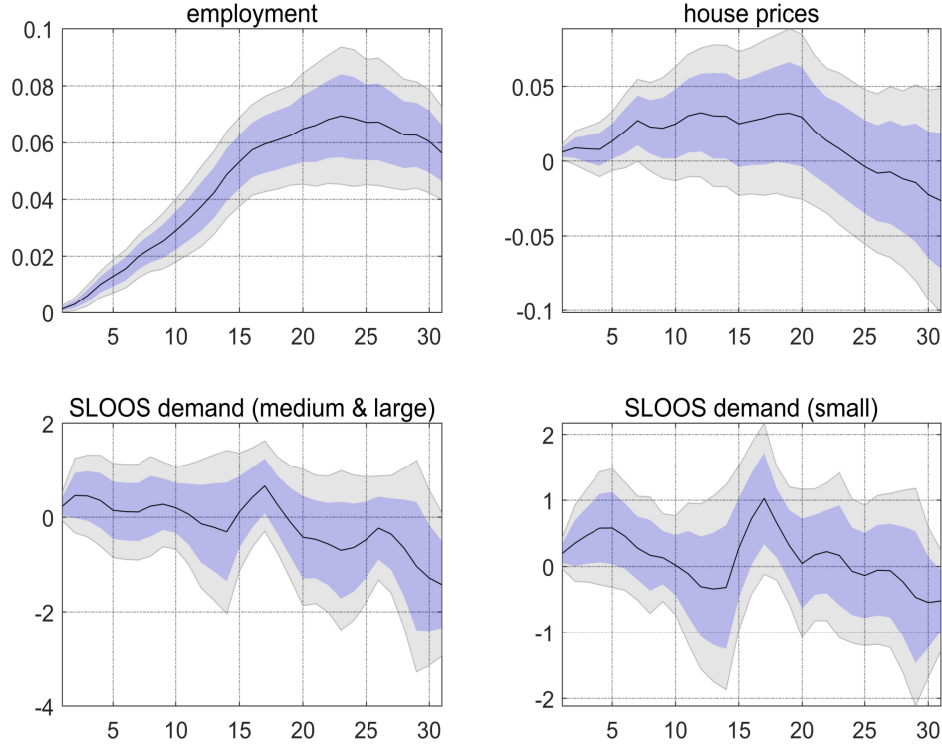 employment
0.1
0.08
0.06
0.04
0.02
0
5 10 15 20 25 30
house prices
0.05
0
-0.05
-0.1
5 10 15 20 25 30
SLOOS demand (medium & large)
2
0
-2
-4
5 10 15 20 25 30
SLOOS demand (small)
2
1
0
-1
-2
5 10 15 20 25 30